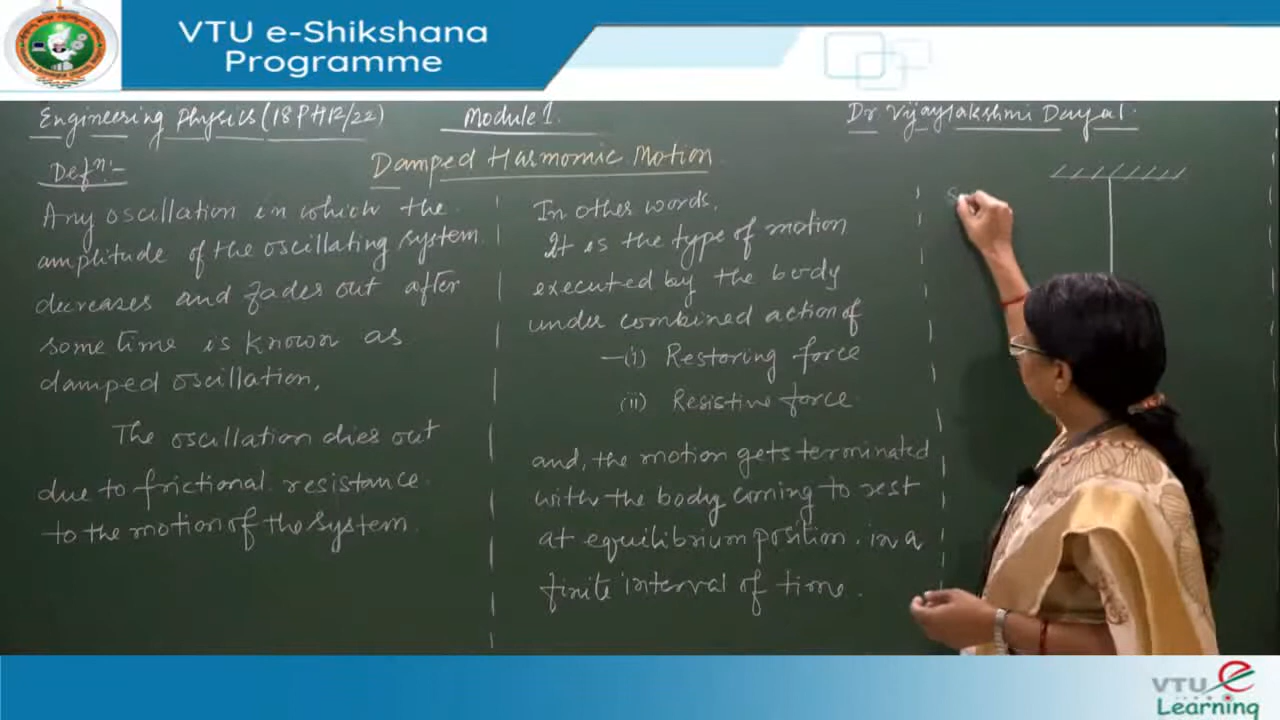 VTU e-Shikshana
Programme
Engineering Physics (18PH12/22)
Module 1.
Dr Vijaylakshmi Dayal.
Damped Harmonic Motion
Defn:-
Any oscillation in which the
amplitude of the oscillating system
decreases and fades out after
some time is known as
damped oscillation.
The oscillation dies out
due to frictional resistance
to the motion of the system.
In other words,
It is the type of motion
executed by the body
under combined action of
(i) Restoring force
(ii) Resistive force
and, the motion gets terminated
with the body coming to rest
at equilibrium position. in a
finite interval of time.
VTU e
Learning